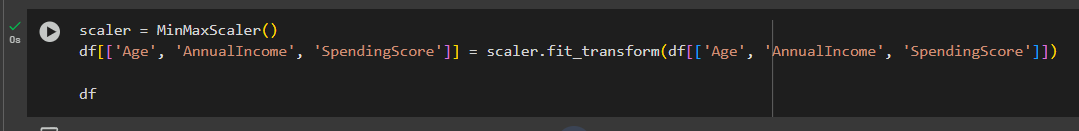 scaler = MinMaxScaler()
0s
df[['Age', 'AnnualIncome', 'SpendingScore']] = scaler.fit_transform(df[['Age', 'AnnualIncome', 'SpendingScore']])
df